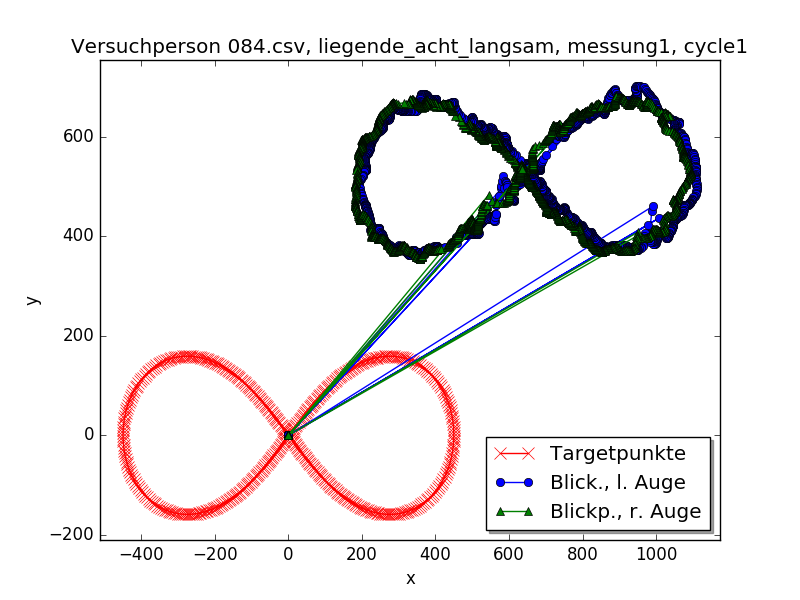 Versuchperson 084.csv, liegende_acht_langsam, messung1, cycle1
y
600
400
200
0
−200
−400
−200
0
200
400
600
800
1000
x
Targetpunkte
Blick., l. Auge
Blickp., r. Auge